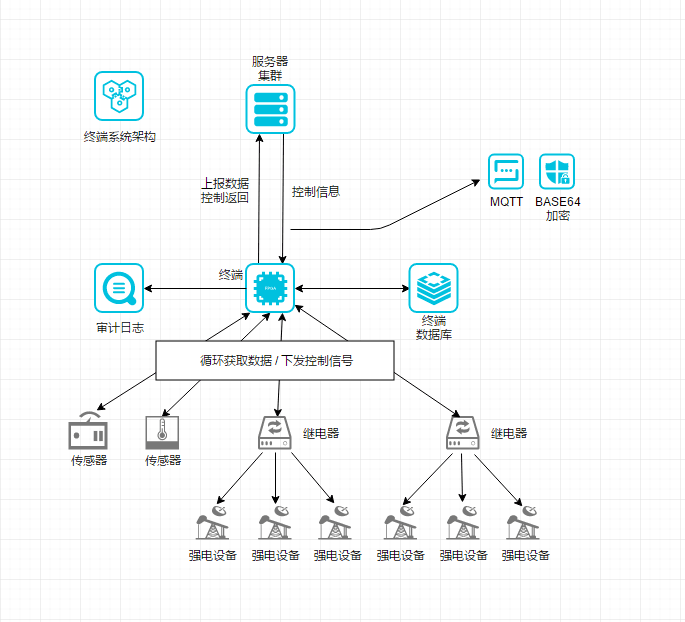 服务器
集群
终端系统架构
上报数据
控制返回
控制信息
MQTT
BASE64
加密
终端
FPGA
审计日志
终端
数据库
循环获取数据 / 下发控制信号
传感器
传感器
继电器
继电器
强电设备
强电设备
强电设备
强电设备
强电设备
强电设备